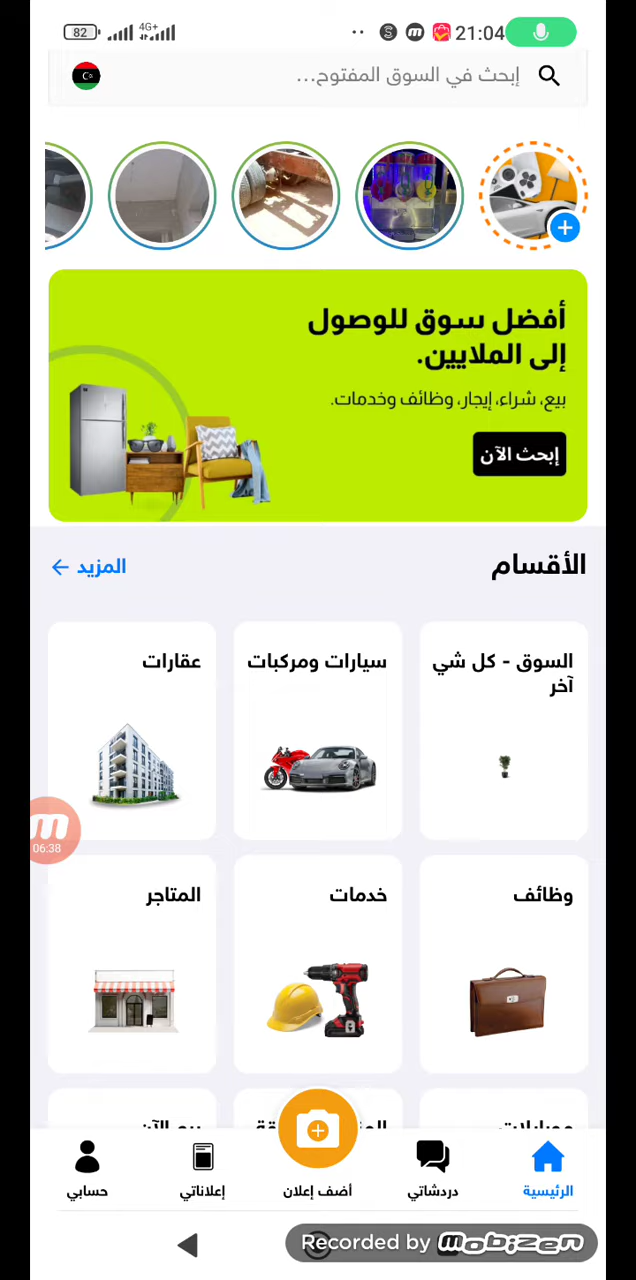 82 4G+ 21:04
إبحث في السوق المفتوح...
أفضل سوق للوصول
إلى الملايين.
بيع، شراء، إيجار، وظائف وخدمات.
إبحث الآن
الأقسام
المزيد
السوق - كل شي
آخر
سيارات ومركبات
عقارات
06:38
وظائف
خدمات
المتاجر
موبايلات
الرئيسية
دردشاتي
أضف إعلان
إعلاناتي
حسابي
Recorded by mobizen